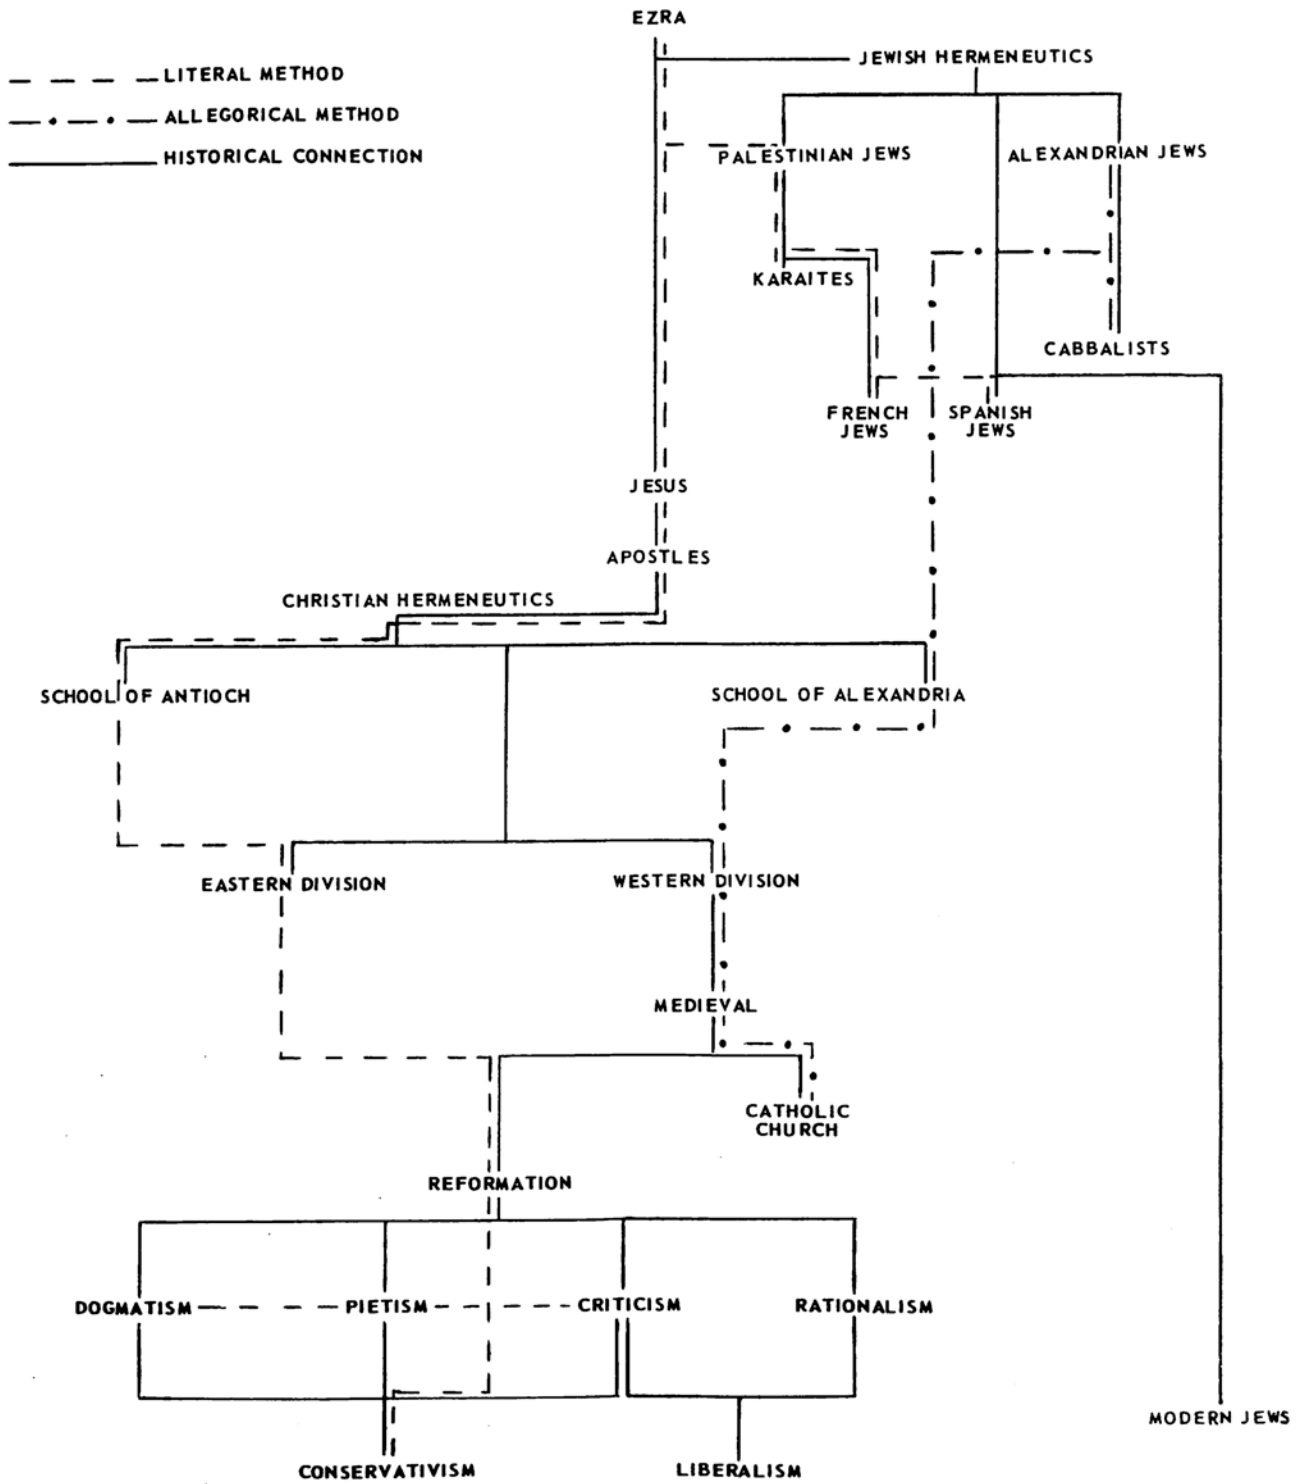 EZRA
JEWISH HERMENEUTICS
LITERAL METHOD
ALLEGORICAL METHOD
HISTORICAL CONNECTION
PALESTINIAN JEWS
ALEXANDRIAN JEWS
KARAITES
CABBALISTS
FRENCH
JEWS
SPANISH
JEWS
JESUS
APOSTLES
CHRISTIAN HERMENEUTICS
SCHOOL OF ANTIOCH
SCHOOL OF ALEXANDRIA
EASTERN DIVISION
WESTERN DIVISION
MEDIEVAL
CATHOLIC
CHURCH
REFORMATION
DOGMATISM
PIETISM
CRITICISM
RATIONALISM
MODERN JEWS
CONSERVATIVISM
LIBERALISM